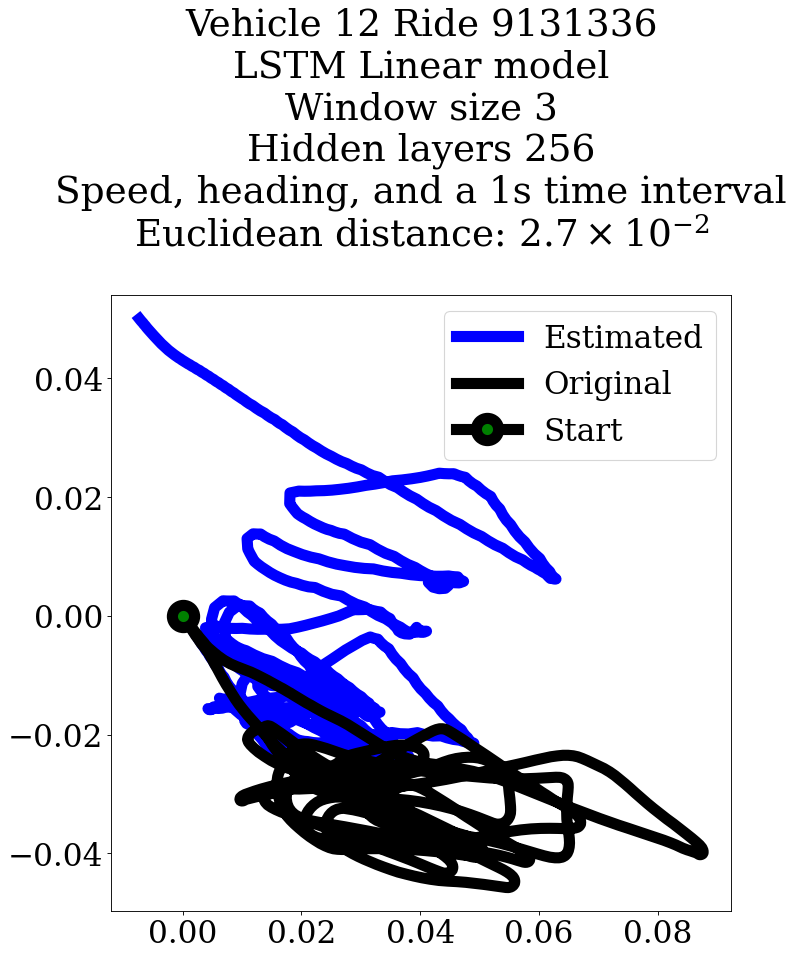 Vehicle 12 Ride 9131336
LSTM Linear model
Window size 3
Hidden layers 256
Speed, heading, and a 1s time interval
Euclidean distance: 2.7 × 10⁻²
Estimated
Original
Start
0.04
0.02
0.00
−0.02
−0.04
0.00 0.02 0.04 0.06 0.08